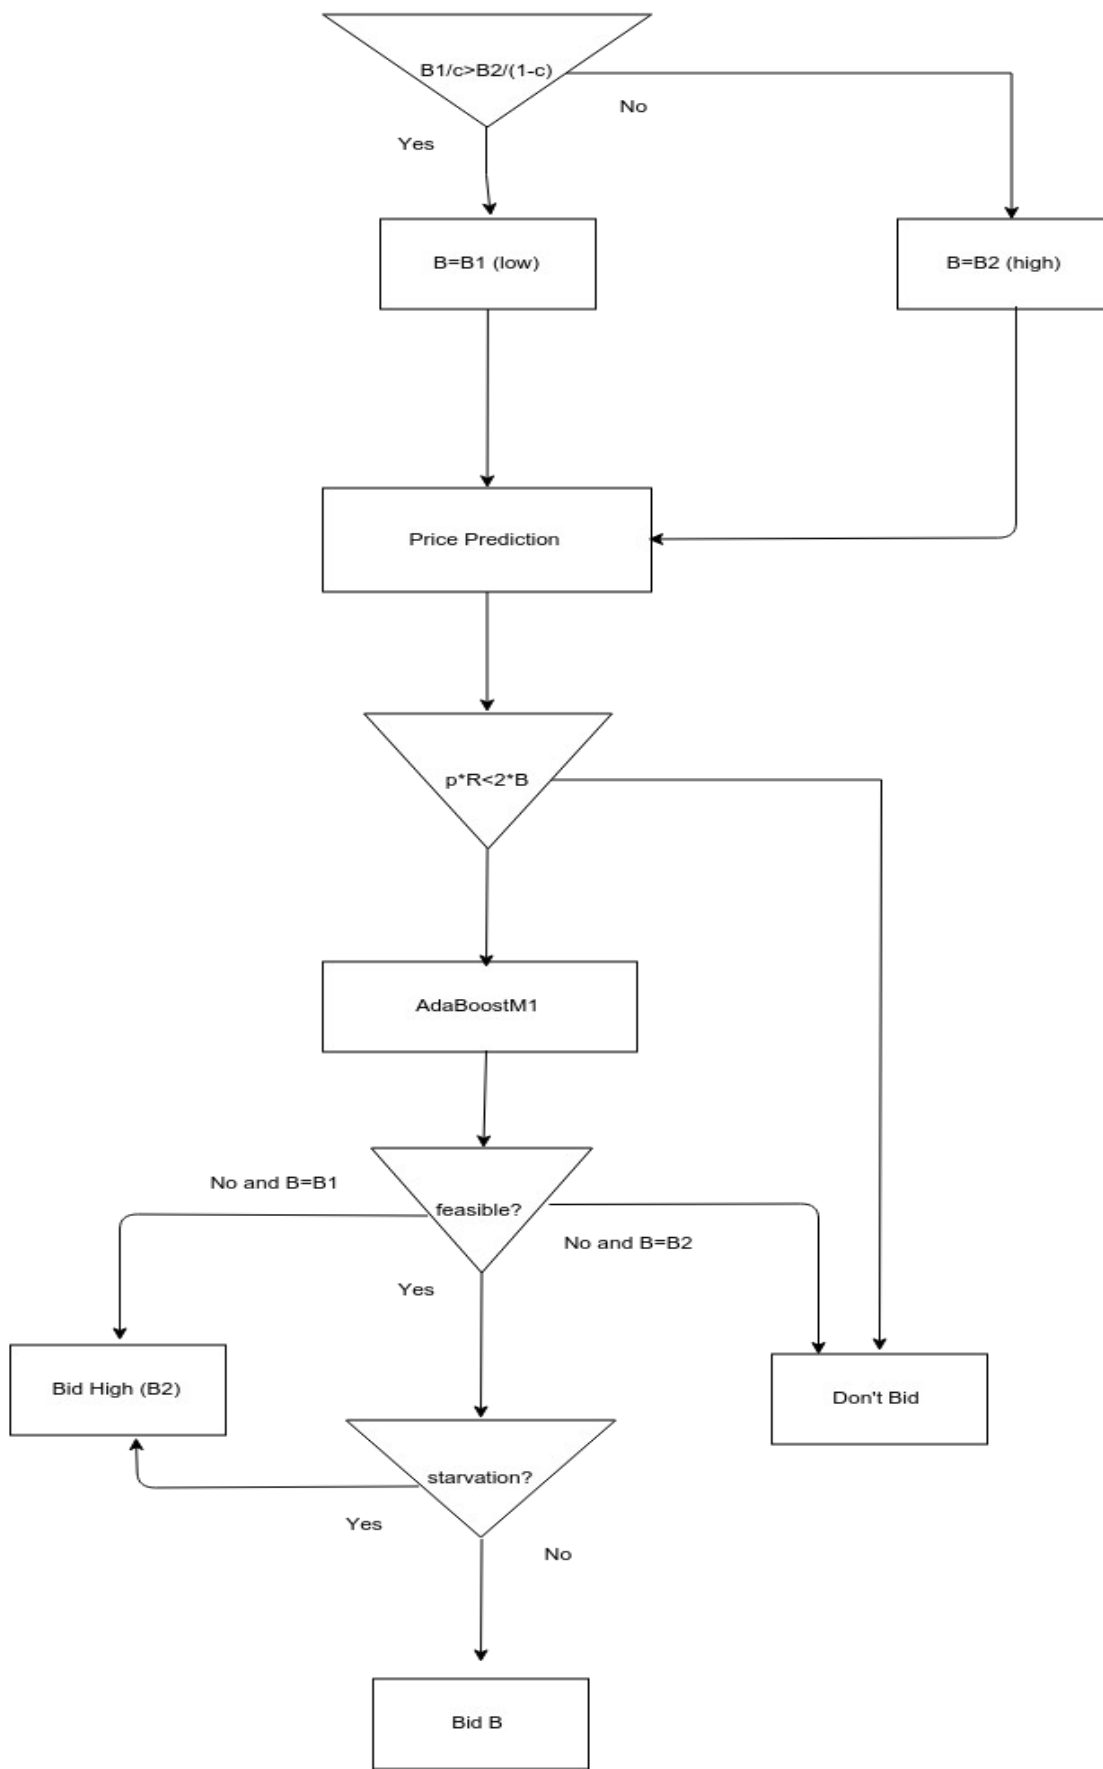 B1/c>B2/(1-c)
No
Yes
B=B1 (low)
B=B2 (high)
Price Prediction
p*R<2*B
AdaBoostM1
No and B=B1
feasible?
No and B=B2
Yes
Bid High (B2)
Don't Bid
starvation?
Yes
No
Bid B